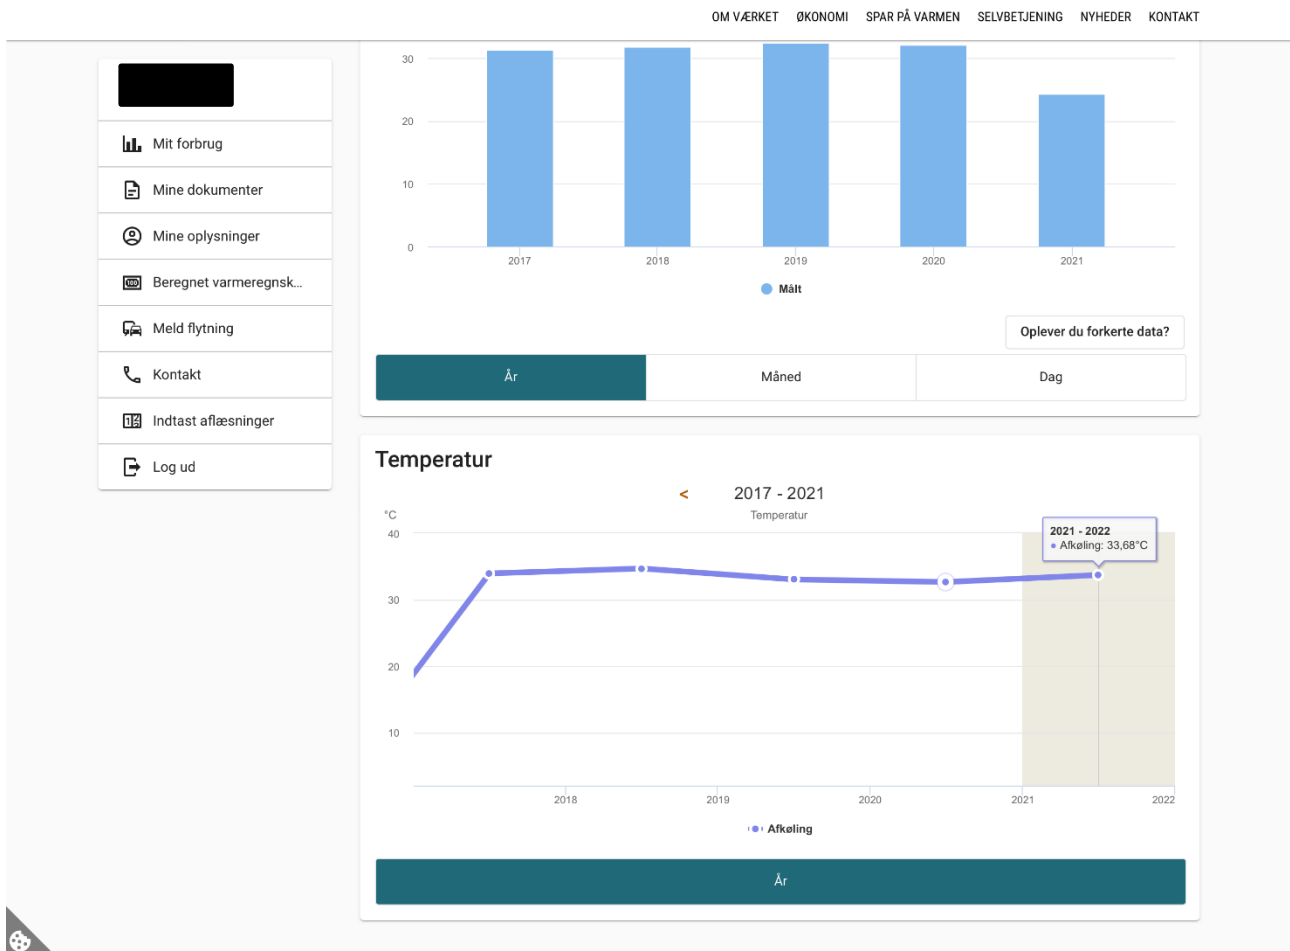 OM VÆRKET ØKONOMI SPAR PÅ VARMEN SELVBETJENING NYHEDER KONTAKT
Mit forbrug
Mine dokumenter
Mine oplysninger
100
Beregnet varmeregnsk...
Meld flytning
Kontakt
Indtast aflæsninger
Log ud
30
20
10
0
2017 2018 2019 2020 2021
Målt
Oplever du forkerte data?
År Måned Dag
Temperatur
< 2017 - 2021
Temperatur
°C
40
30
20
10
2021 - 2022
Afkøling: 33,68°C
2018 2019 2020 2021 2022
Afkøling
År